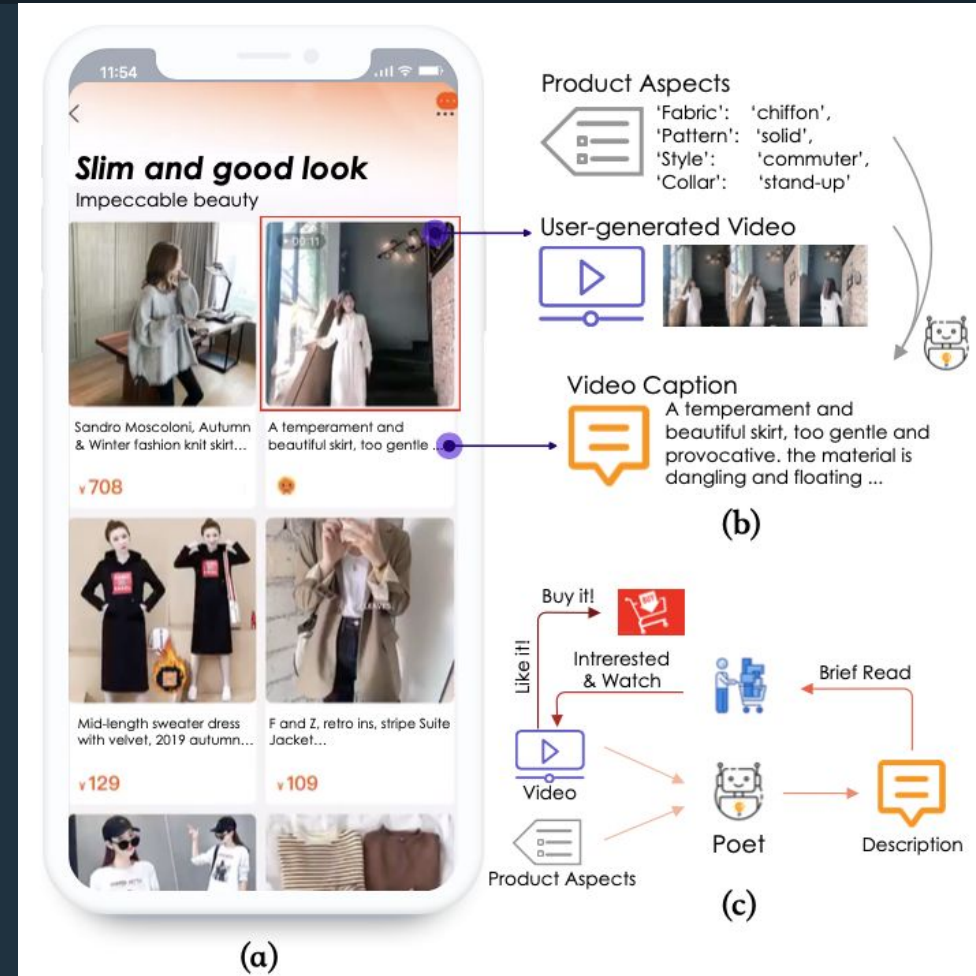 11:54
Slim and good look
Impeccable beauty
00:11
Sandro Moscoloni, Autumn
& Winter fashion knit skirt...
¥708
A temperament and
beautiful skirt, too gentle ...
Mid-length sweater dress
with velvet, 2019 autumn...
¥129
F and Z, retro ins, stripe Suite
Jacket...
¥109
(a)
Product Aspects
'Fabric': 'chiffon',
'Pattern': 'solid',
'Style': 'commuter',
'Collar': 'stand-up'
User-generated Video
Video Caption
A temperament and
beautiful skirt, too gentle and
provocative. the material is
dangling and floating ...
(b)
Buy it!
Like it!
Intrerested
& Watch
Brief Read
Video
Poet
Description
Product Aspects
(c)